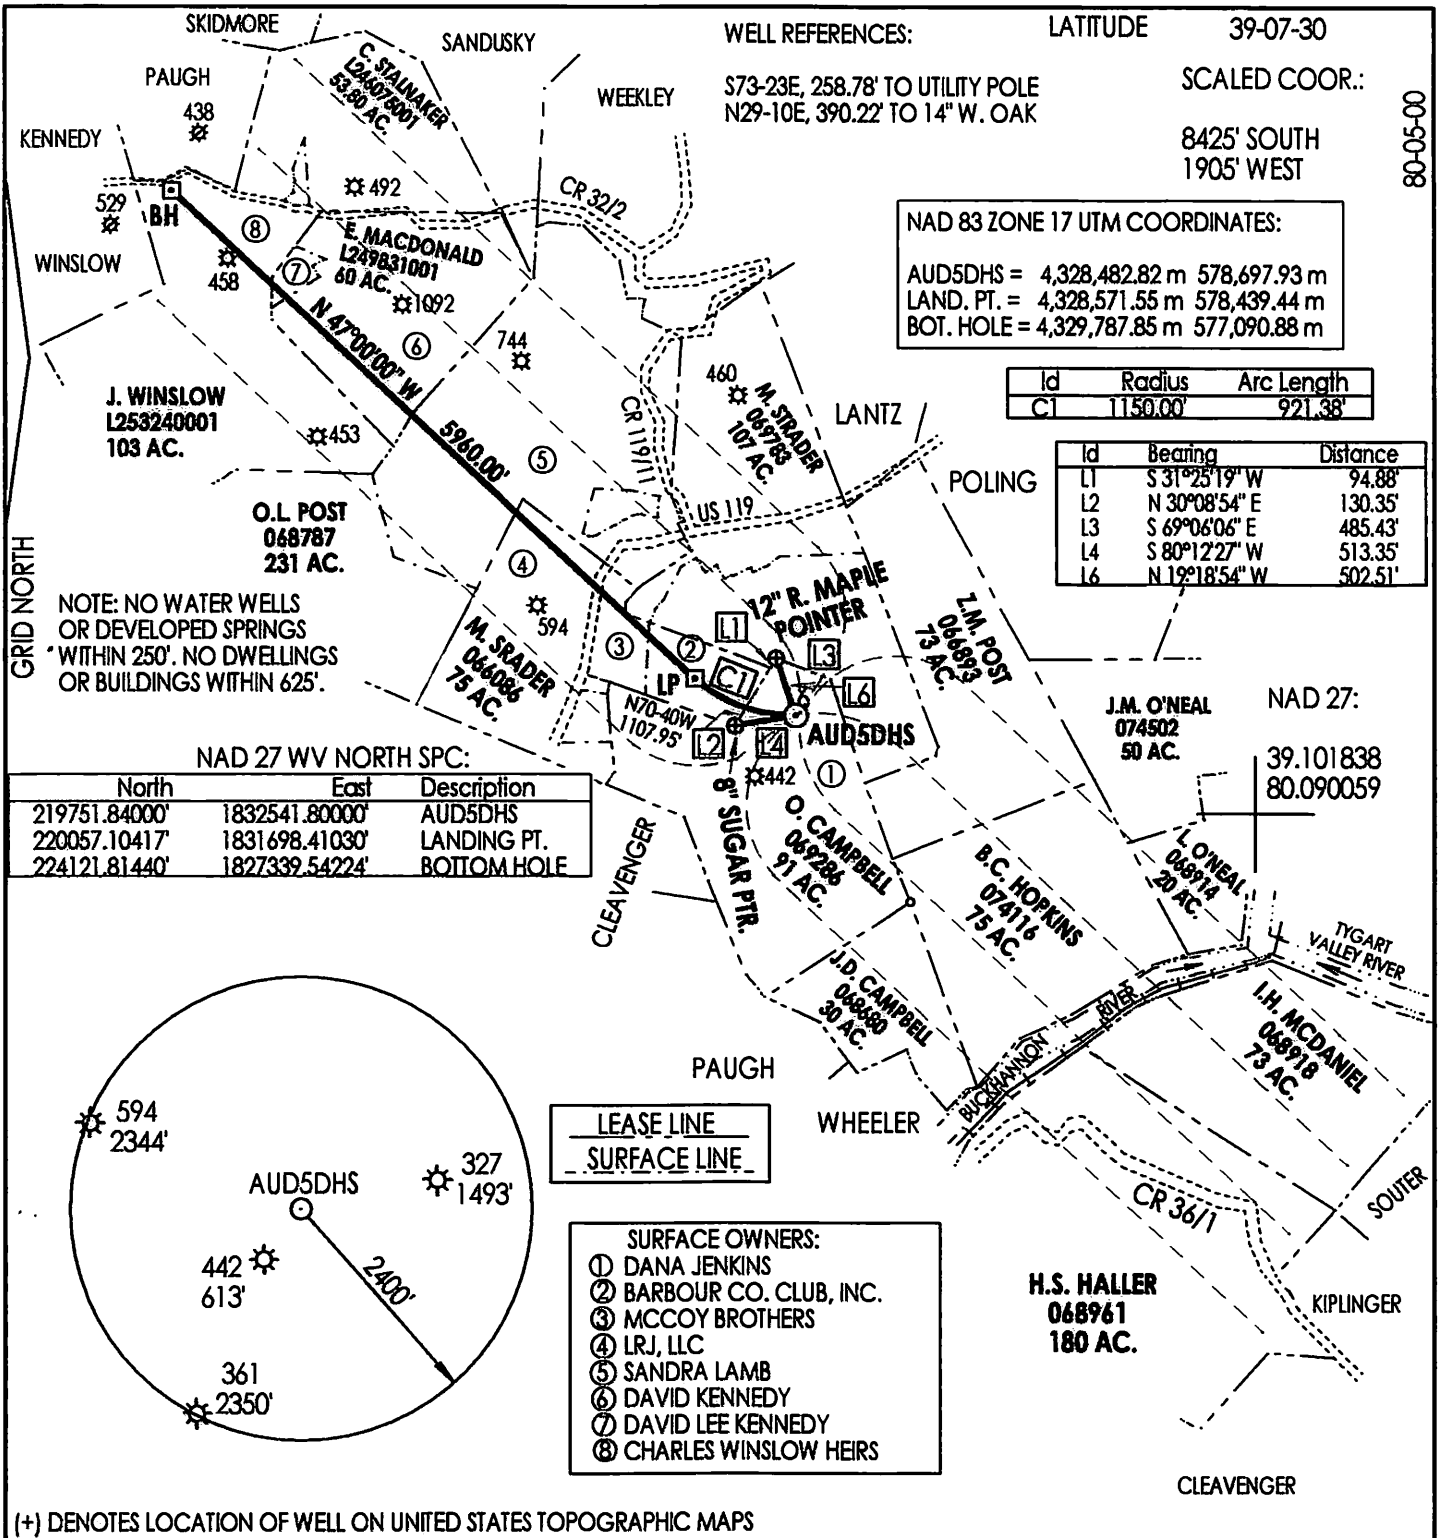 SKIDMORE
SANDUSKY
PAUGH
438
KENNEDY
C. STALNAKER
L246075001
53.80 AC.
WEEKLEY
WELL REFERENCES:
S73-23E, 258.78' TO UTILITY POLE
N29-10E, 390.22' TO 14" W. OAK
LATITUDE 39-07-30
SCALED COOR.:
8425' SOUTH
1905' WEST
80-05-00
529
BH
WINSLOW
458
492
CR 32/2
⑧
⑦
E. MACDONALD
L249831001
60 AC.
1092
⑥
744
N 47°00'00" W
5960.00'
NAD 83 ZONE 17 UTM COORDINATES:
AUD5DHS = 4,328,482.82 m 578,697.93 m
LAND. PT. = 4,328,571.55 m 578,439.44 m
BOT. HOLE = 4,329,787.85 m 577,090.88 m
Id Radius Arc Length
C1 1150.00' 921.38'
Id Bearing Distance
L1 S 31°25'19" W 94.88'
L2 N 30°08'54" E 130.35'
L3 S 69°06'06" E 485.43'
L4 S 80°12'27" W 513.35'
L6 N 19°18'54" W 502.51'
J. WINSLOW
L253240001
103 AC.
453
460
M. STRADER
069783
107 AC.
LANTZ
CR 119/11
⑤
US 119
POLING
O.L. POST
068787
231 AC.
④
GRID NORTH
NOTE: NO WATER WELLS
OR DEVELOPED SPRINGS
WITHIN 250'. NO DWELLINGS
OR BUILDINGS WITHIN 625'.
594
M. SRADER
066086
75 AC.
③
②
LP
C1
L1
12" R. MAPLE
POINTER
L3
L6
N70-40W
1107.95'
L2
L4
AUD5DHS
442
①
8" SUGAR PTR.
Z.M. POST
066893
73 AC.
J.M. O'NEAL
074502
50 AC.
NAD 27:
39.101838
80.090059
NAD 27 WV NORTH SPC:
North East Description
219751.84000' 1832541.80000' AUD5DHS
220057.10417' 1831698.41030' LANDING PT.
224121.81440' 1827339.54224' BOTTOM HOLE
CLEAVENGER
O. CAMPBELL
069286
91 AC.
B.C. HOPKINS
074116
75 AC.
L. O'NEAL
068914
20 AC.
TYGART
VALLEY RIVER
J.D. CAMPBELL
068680
30 AC.
BUCKHANNON RIVER
I.H. MCDANIEL
068918
73 AC.
PAUGH
WHEELER
LEASE LINE
SURFACE LINE
CR 36/1
SOUTER
594
2344'
AUD5DHS
327
1493'
442
613'
2400'
361
2350'
SURFACE OWNERS:
① DANA JENKINS
② BARBOUR CO. CLUB, INC.
③ MCCOY BROTHERS
④ LRJ, LLC
⑤ SANDRA LAMB
⑥ DAVID KENNEDY
⑦ DAVID LEE KENNEDY
⑧ CHARLES WINSLOW HEIRS
H.S. HALLER
068961
180 AC.
KIPLINGER
CLEAVENGER
(+) DENOTES LOCATION OF WELL ON UNITED STATES TOPOGRAPHIC MAPS